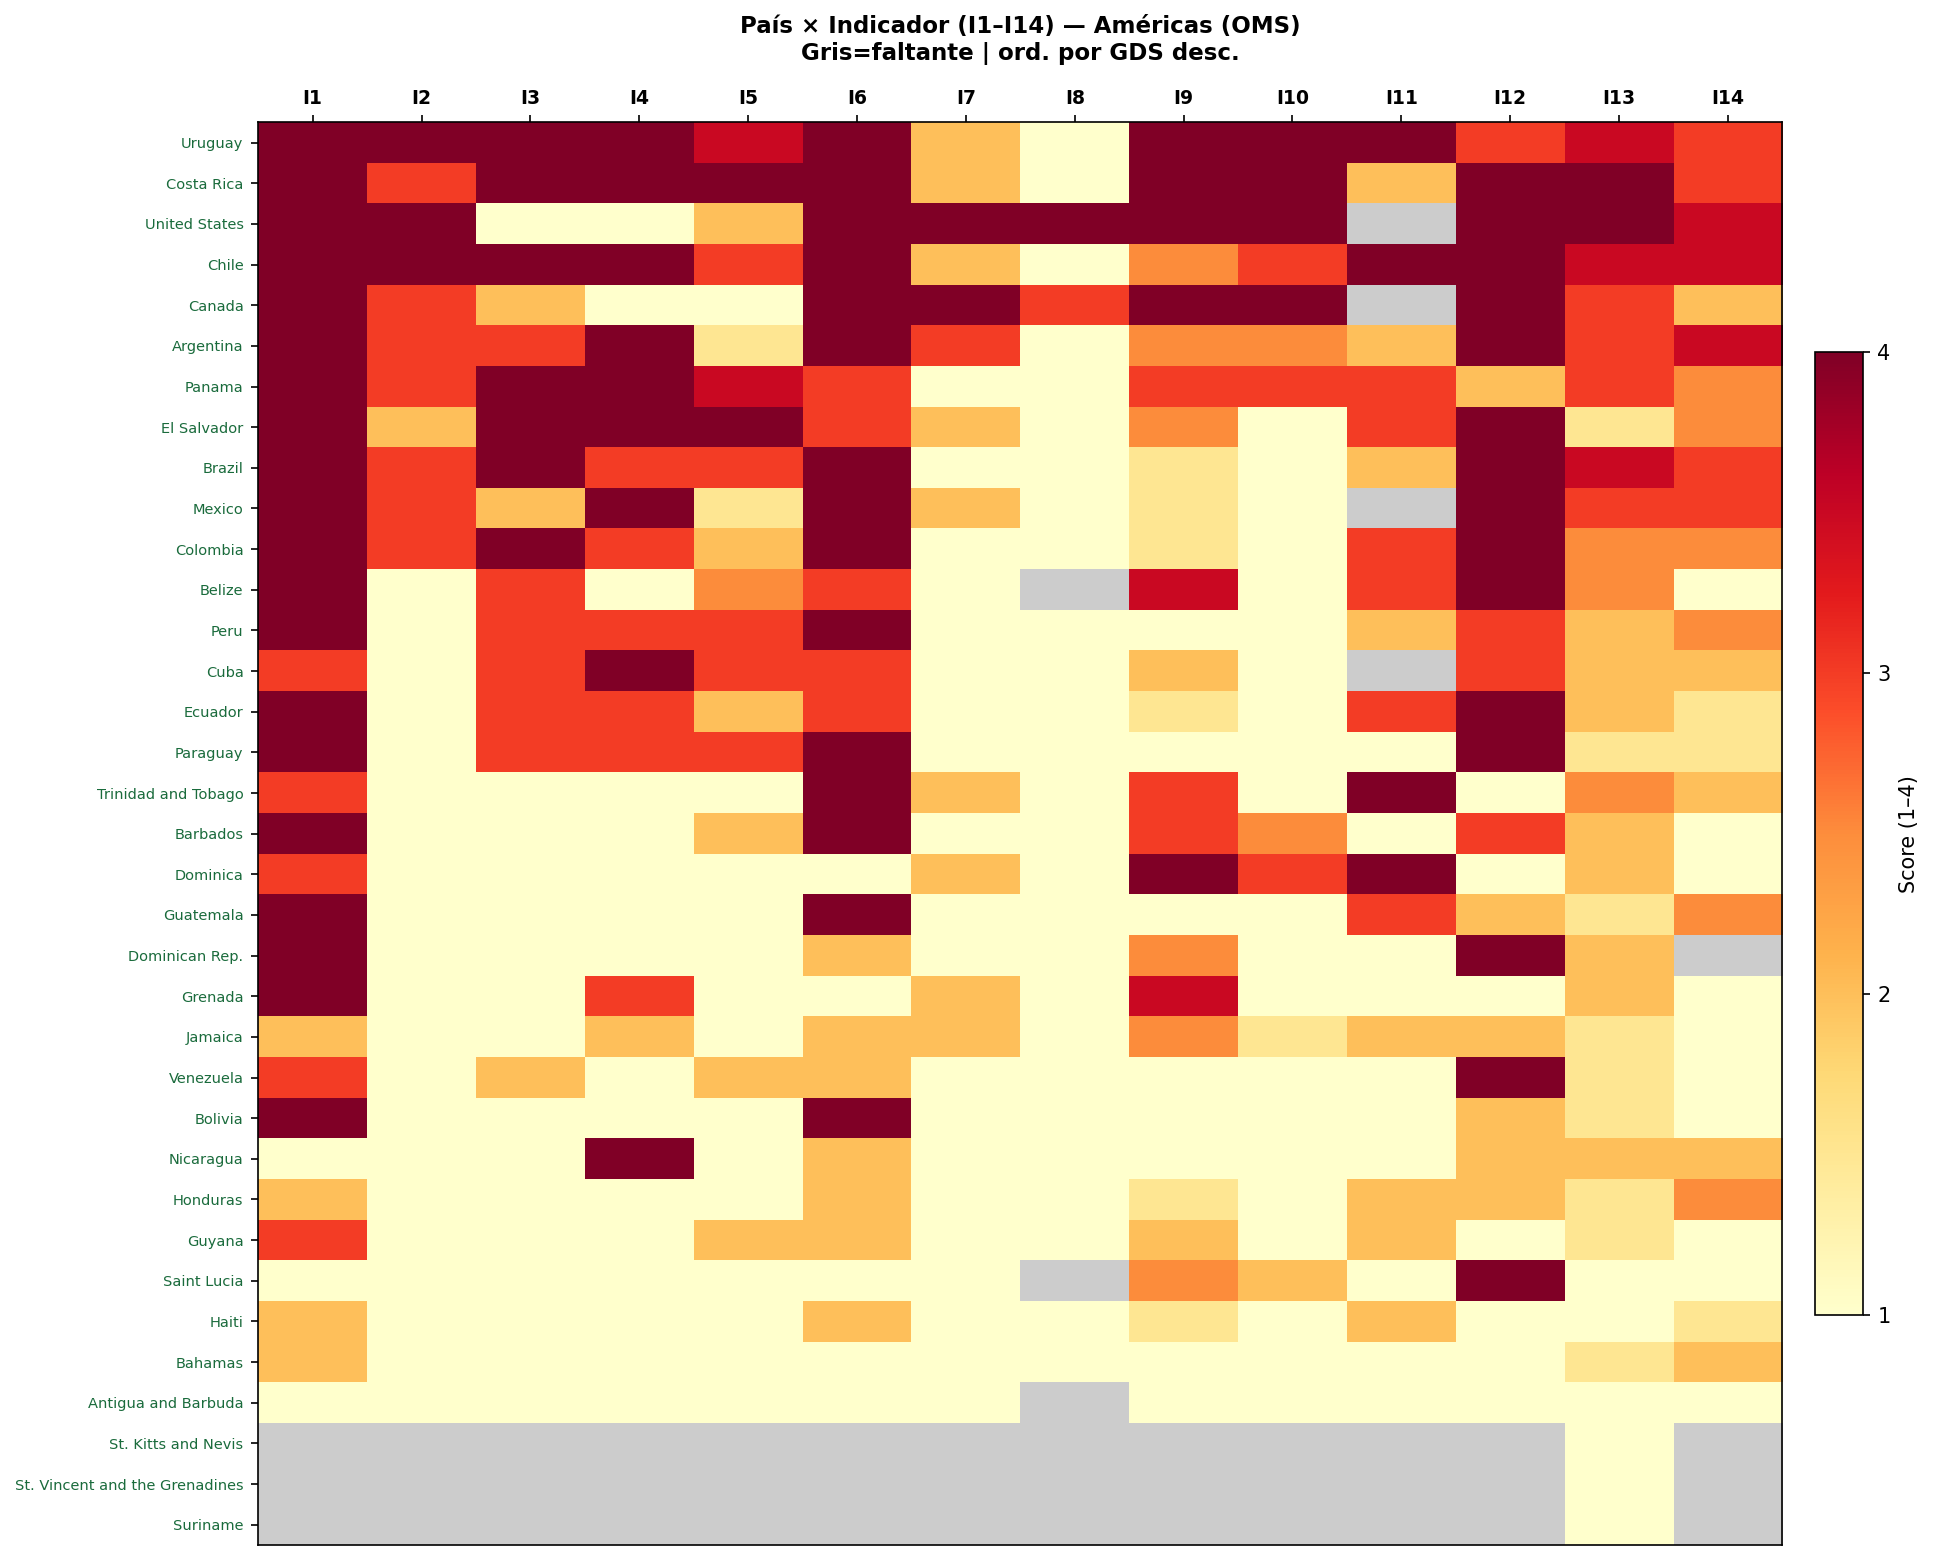 País × Indicador (I1–I14) — Américas (OMS)
Gris=faltante | ord. por GDS desc.
I1 I2 I3 I4 I5 I6 I7 I8 I9 I10 I11 I12 I13 I14
Uruguay
Costa Rica
United States
Chile
Canada
Argentina
Panama
El Salvador
Brazil
Mexico
Colombia
Belize
Peru
Cuba
Ecuador
Paraguay
Trinidad and Tobago
Barbados
Dominica
Guatemala
Dominican Rep.
Grenada
Jamaica
Venezuela
Bolivia
Nicaragua
Honduras
Guyana
Saint Lucia
Haiti
Bahamas
Antigua and Barbuda
St. Kitts and Nevis
St. Vincent and the Grenadines
Suriname
4
3
2
1
Score (1–4)